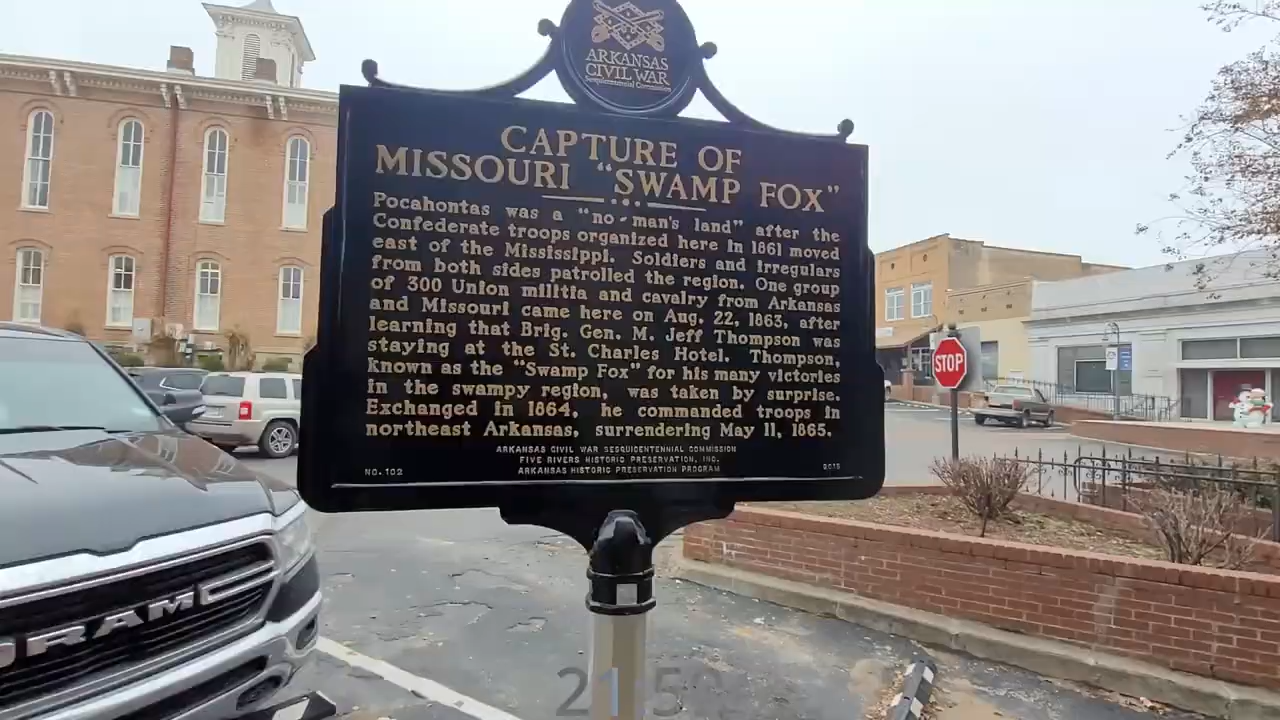 ARKANSAS
CIVIL WAR
Sesquicentennial Commission
CAPTURE OF
MISSOURI "SWAMP FOX"
Pocahontas was a "no-man's land" after the
Confederate troops organized here in 1861 moved
east of the Mississippi. Soldiers and irregulars
from both sides patrolled the region. One group
of 300 Union militia and cavalry from Arkansas
and Missouri came here on Aug. 22, 1863, after
learning that Brig. Gen. M. Jeff Thompson was
staying at the St. Charles Hotel. Thompson,
known as the "Swamp Fox" for his many victories
in the swampy region, was taken by surprise.
Exchanged in 1864, he commanded troops in
northeast Arkansas, surrendering May 11, 1865.
ARKANSAS CIVIL WAR SESQUICENTENNIAL COMMISSION
FIVE RIVERS HISTORIC PRESERVATION, INC.
ARKANSAS HISTORIC PRESERVATION PROGRAM
NO. 102
STOP
RAM